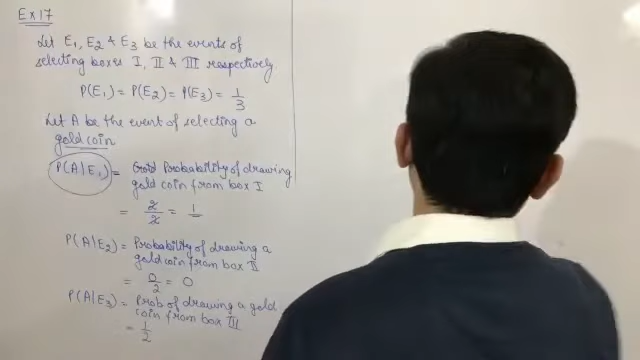 Ex 17
Let E₁, E₂ & E₃ be the events of
selecting boxes I, II & III respectively
P(E₁) = P(E₂) = P(E₃) = 1/3
Let A be the event of selecting a
gold coin
P(A|E₁) = Probability of drawing
gold coin from box I
= 2/2 = 1
P(A|E₂) = Probability of drawing a
gold coin from box II
= 0/2 = 0
P(A|E₃) = Prob of drawing a gold
coin from box III
= 1/2